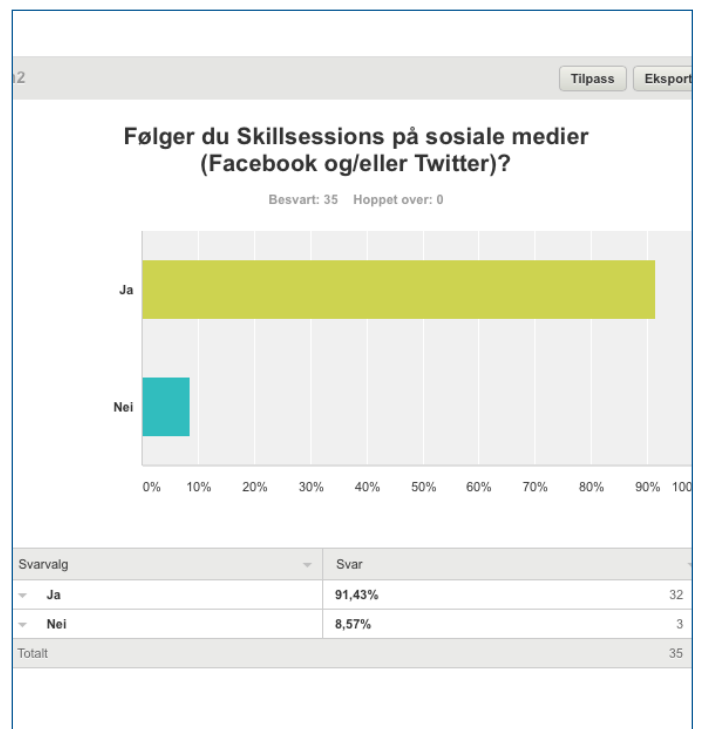 Tilpass Eksport
Følger du Skillsessions på sosiale medier
(Facebook og/eller Twitter)?
Besvart: 35 Hoppet over: 0
Ja
Nei
0% 10% 20% 30% 40% 50% 60% 70% 80% 90% 100
Svarvalg Svar
Ja 91,43% 32
Nei 8,57% 3
Totalt 35